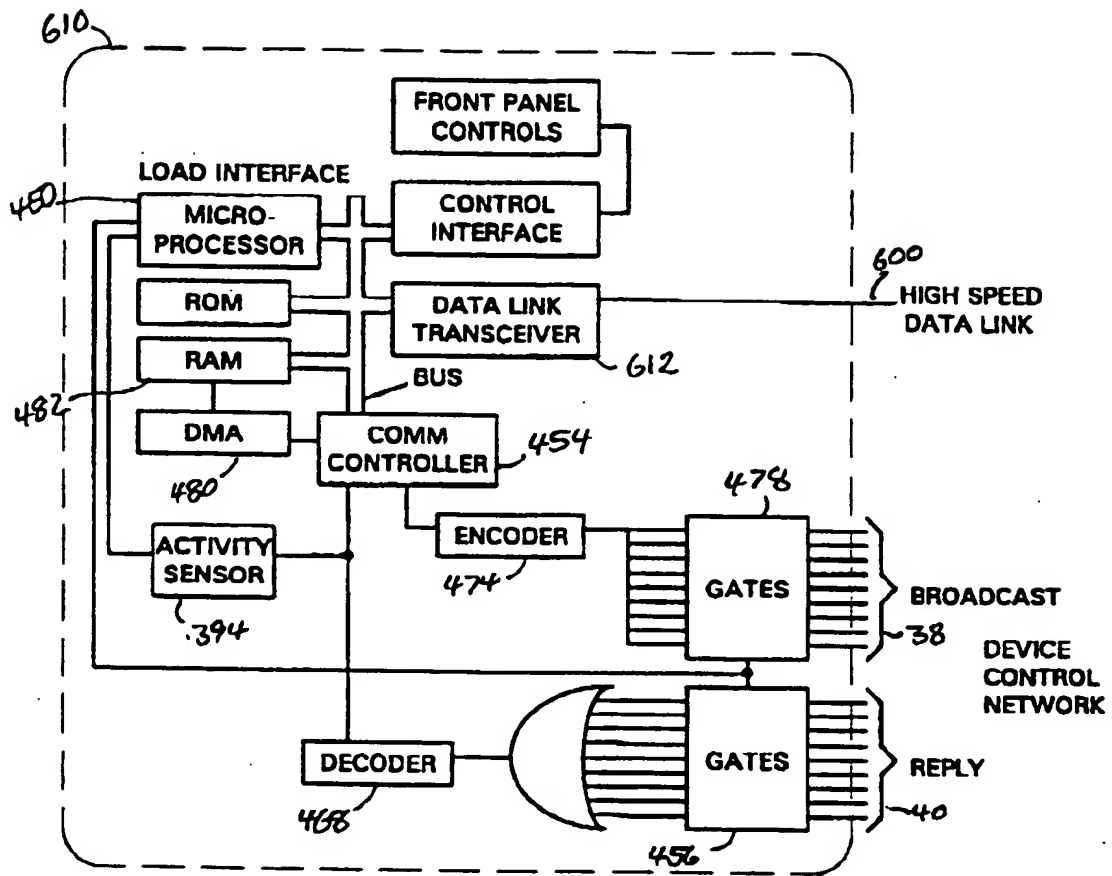 610
FRONT PANEL
CONTROLS
LOAD INTERFACE
450
MICRO-
PROCESSOR
CONTROL
INTERFACE
600
HIGH SPEED
DATA LINK
ROM
DATA LINK
TRANSCEIVER
612
RAM
482
BUS
DMA
480
COMM
CONTROLLER
454
478
ACTIVITY
SENSOR
394
ENCODER
474
GATES
BROADCAST
38
DEVICE
CONTROL
NETWORK
DECODER
468
GATES
456
REPLY
40